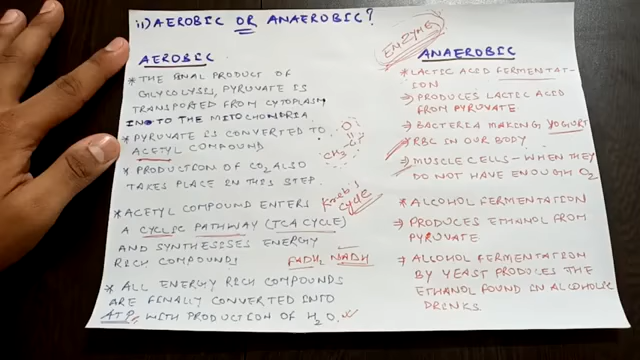 ii) AEROBIC OR ANAEROBIC?
AEROBIC
* THE FINAL PRODUCT OF
GLYCOLYSIS, PYRUVATE IS
TRANSPORTED FROM CYTOPLASM
INTO THE MITOCHONDRIA.
* PYRUVATE IS CONVERTED TO
ACETYL COMPOUND
* PRODUCTION OF CO2 ALSO
TAKES PLACE IN THIS STEP.
* ACETYL COMPOUND ENTERS
A CYCLIC PATHWAY (TCA CYCLE)
AND SYNTHESISES ENERGY
RICH COMPOUNDS
* ALL ENERGY RICH COMPOUNDS
ARE FINALLY CONVERTED INTO
ATP, WITH PRODUCTION OF H2O.
O
CH3 - C -
Kreb's
cycle
FADH2 NADH
ENZYME
ANAEROBIC
* LACTIC ACID FERMENTAT-
ION
→ PRODUCES LACTIC ACID
FROM PYRUVATE
→ BACTERIA MAKING YOGURT
→ RBC IN OUR BODY
→ MUSCLE CELLS - WHEN THEY
DO NOT HAVE ENOUGH O2
* ALCOHOL FERMENTATION
→ PRODUCES ETHANOL FROM
PYRUVATE.
→ ALCOHOL FERMENTATION
BY YEAST PRODUCES THE
ETHANOL FOUND IN ALCOHOLIC
DRINKS.